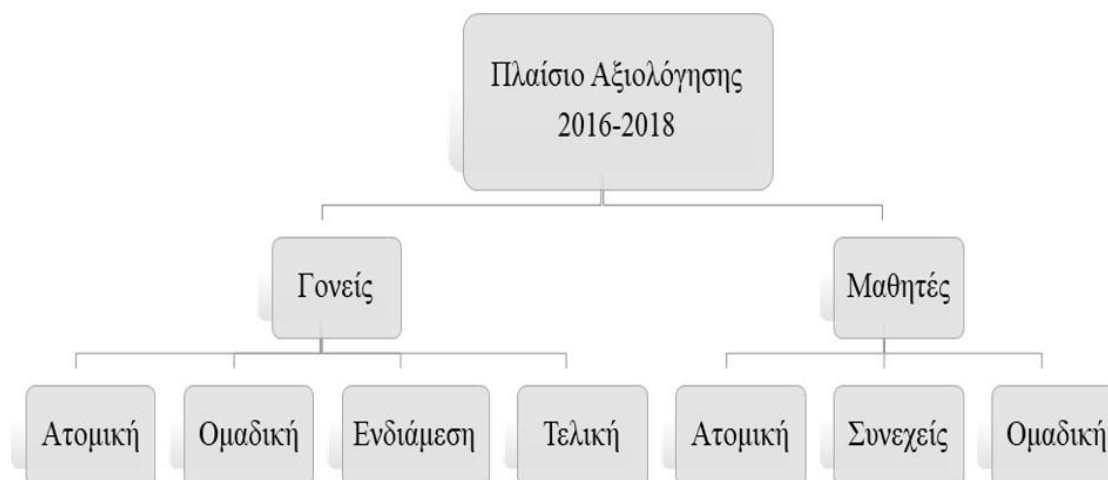 Πλαίσιο Αξιολόγησης
2016-2018
Γονείς
Μαθητές
Ατομική
Ομαδική
Ενδιάμεση
Τελική
Ατομική
Συνεχείς
Ομαδική